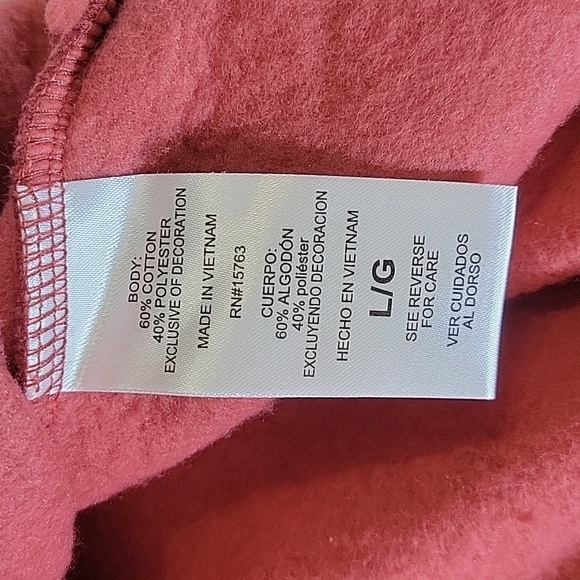 BODY:
60% COTTON
40% POLYESTER
EXCLUSIVE OF DECORATION
MADE IN VIETNAM
RN#15763
CUERPO:
60% ALGODÓN
40% poliéster
EXCLUYENDO DECORACION
HECHO EN VIETNAM
L/G
SEE REVERSE
FOR CARE
VER CUIDADOS
AL DORSO